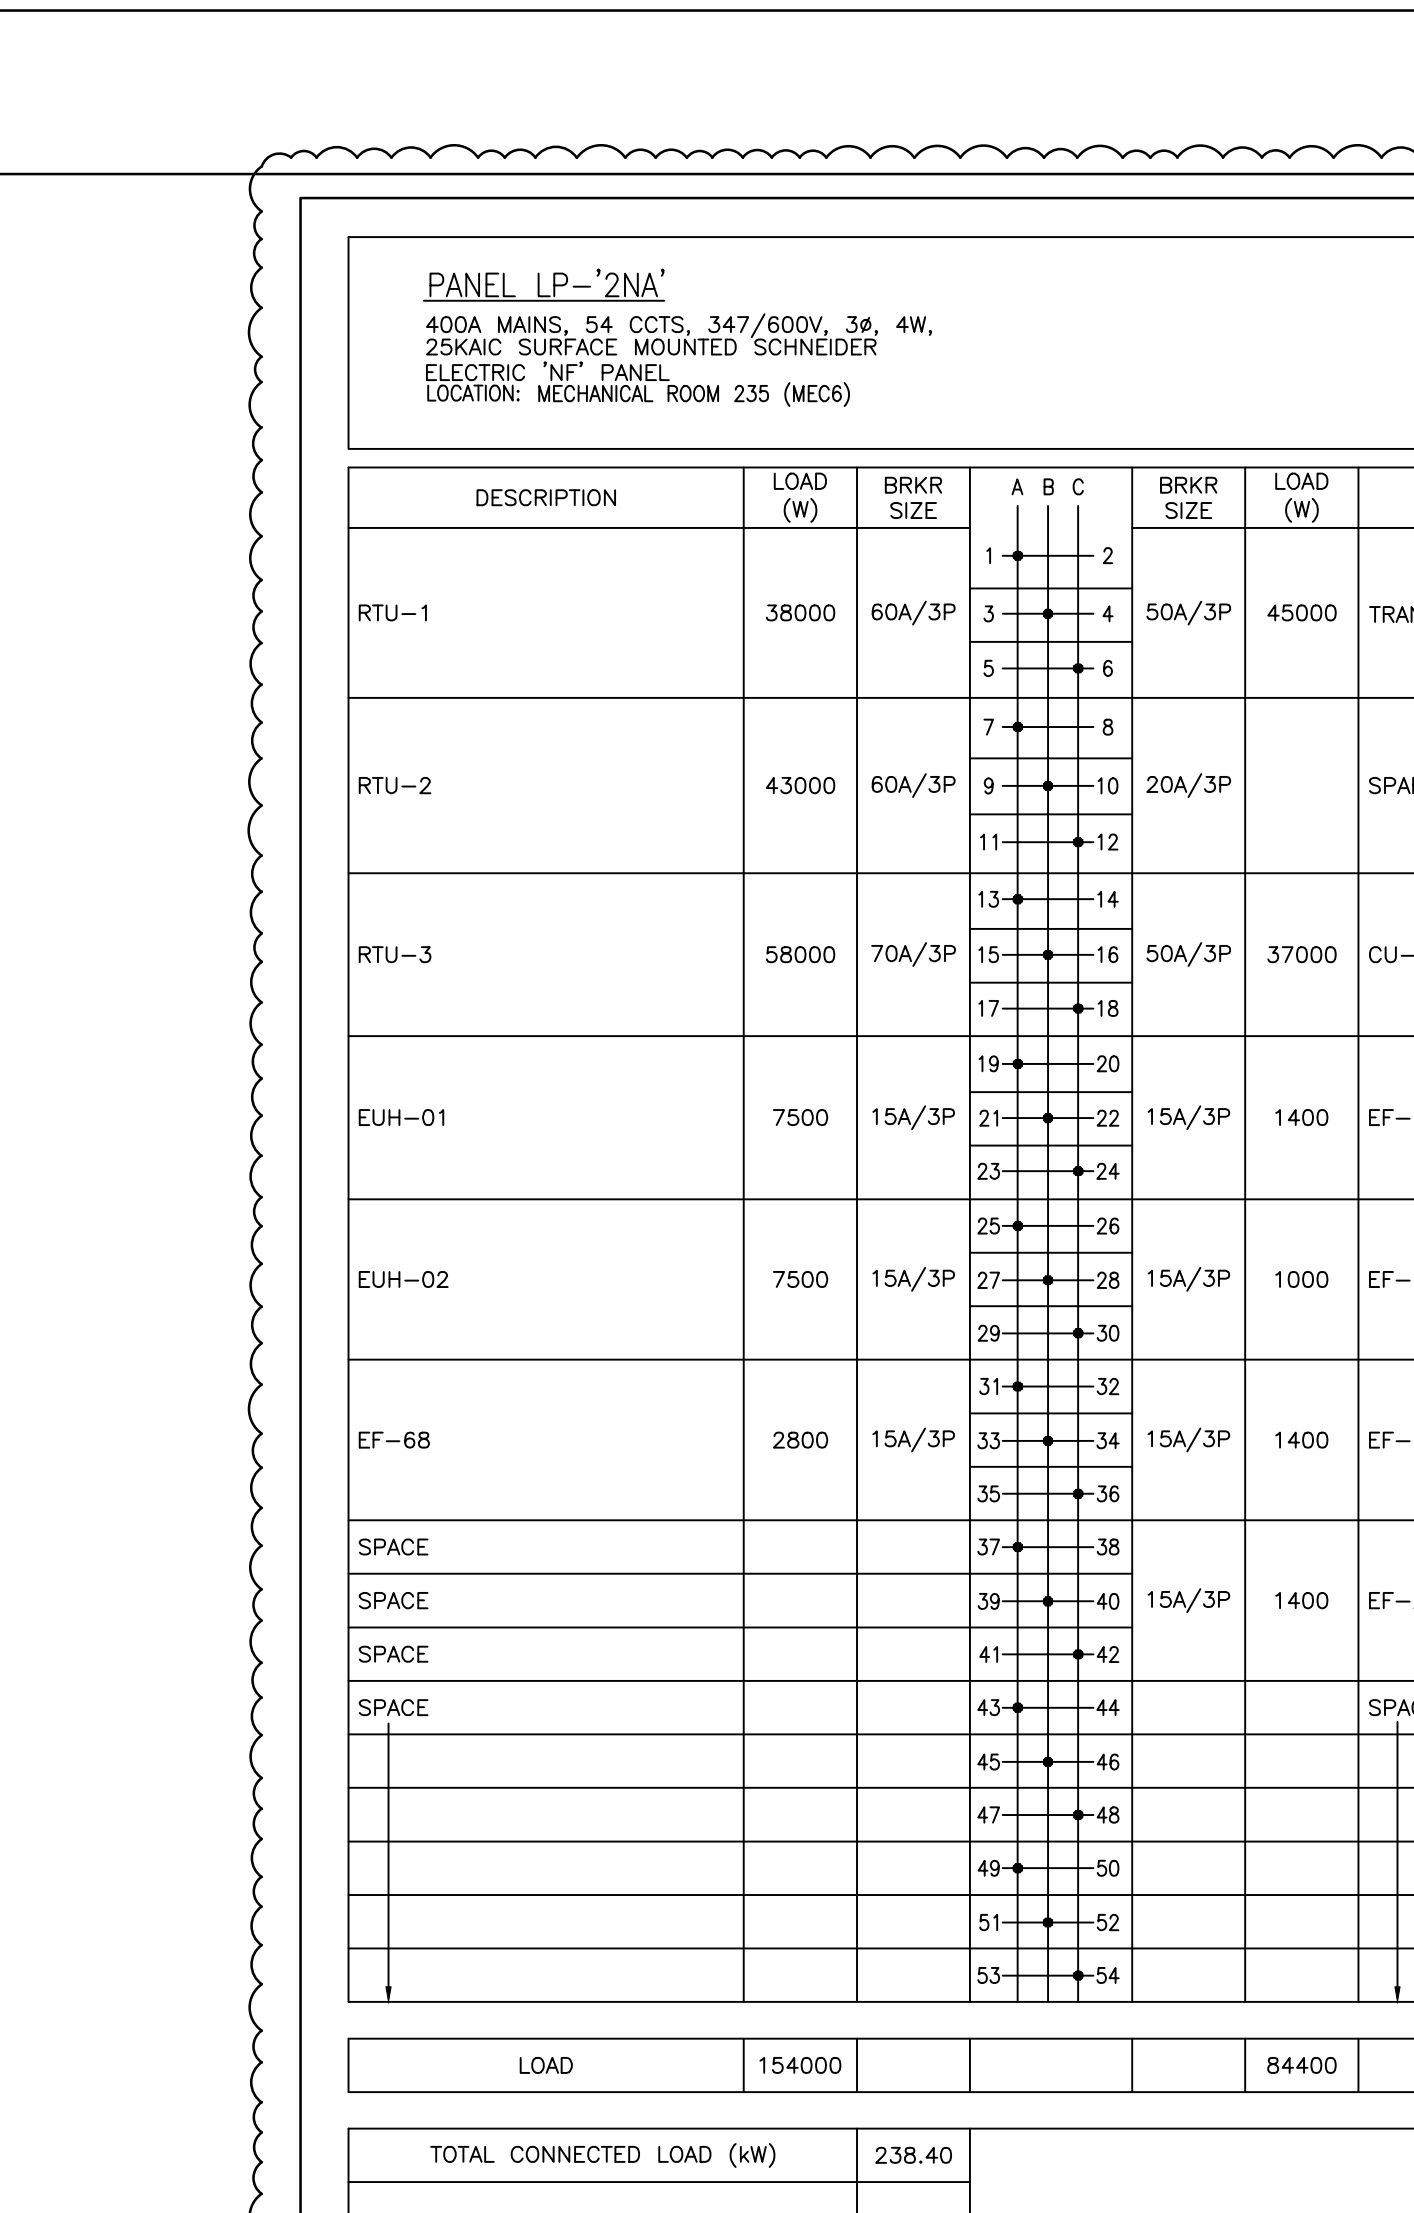 PANEL LP-'2NA'
400A MAINS, 54 CCTS, 347/600V, 3ø, 4W,
25KAIC SURFACE MOUNTED SCHNEIDER
ELECTRIC 'NF' PANEL
LOCATION: MECHANICAL ROOM 235 (MEC6)
DESCRIPTION LOAD (W) BRKR SIZE A B C BRKR SIZE LOAD (W)
1 2
RTU-1 38000 60A/3P 3 4 50A/3P 45000
5 6
7 8
RTU-2 43000 60A/3P 9 10 20A/3P
11 12
13 14
RTU-3 58000 70A/3P 15 16 50A/3P 37000 CU-
17 18
19 20
EUH-01 7500 15A/3P 21 22 15A/3P 1400 EF-
23 24
25 26
EUH-02 7500 15A/3P 27 28 15A/3P 1000 EF-
29 30
31 32
EF-68 2800 15A/3P 33 34 15A/3P 1400 EF-
35 36
SPACE 37 38
SPACE 39 40 15A/3P 1400 EF-
SPACE 41 42
SPACE 43 44
45 46
47 48
49 50
51 52
53 54
LOAD 154000 84400
TOTAL CONNECTED LOAD (kW) 238.40